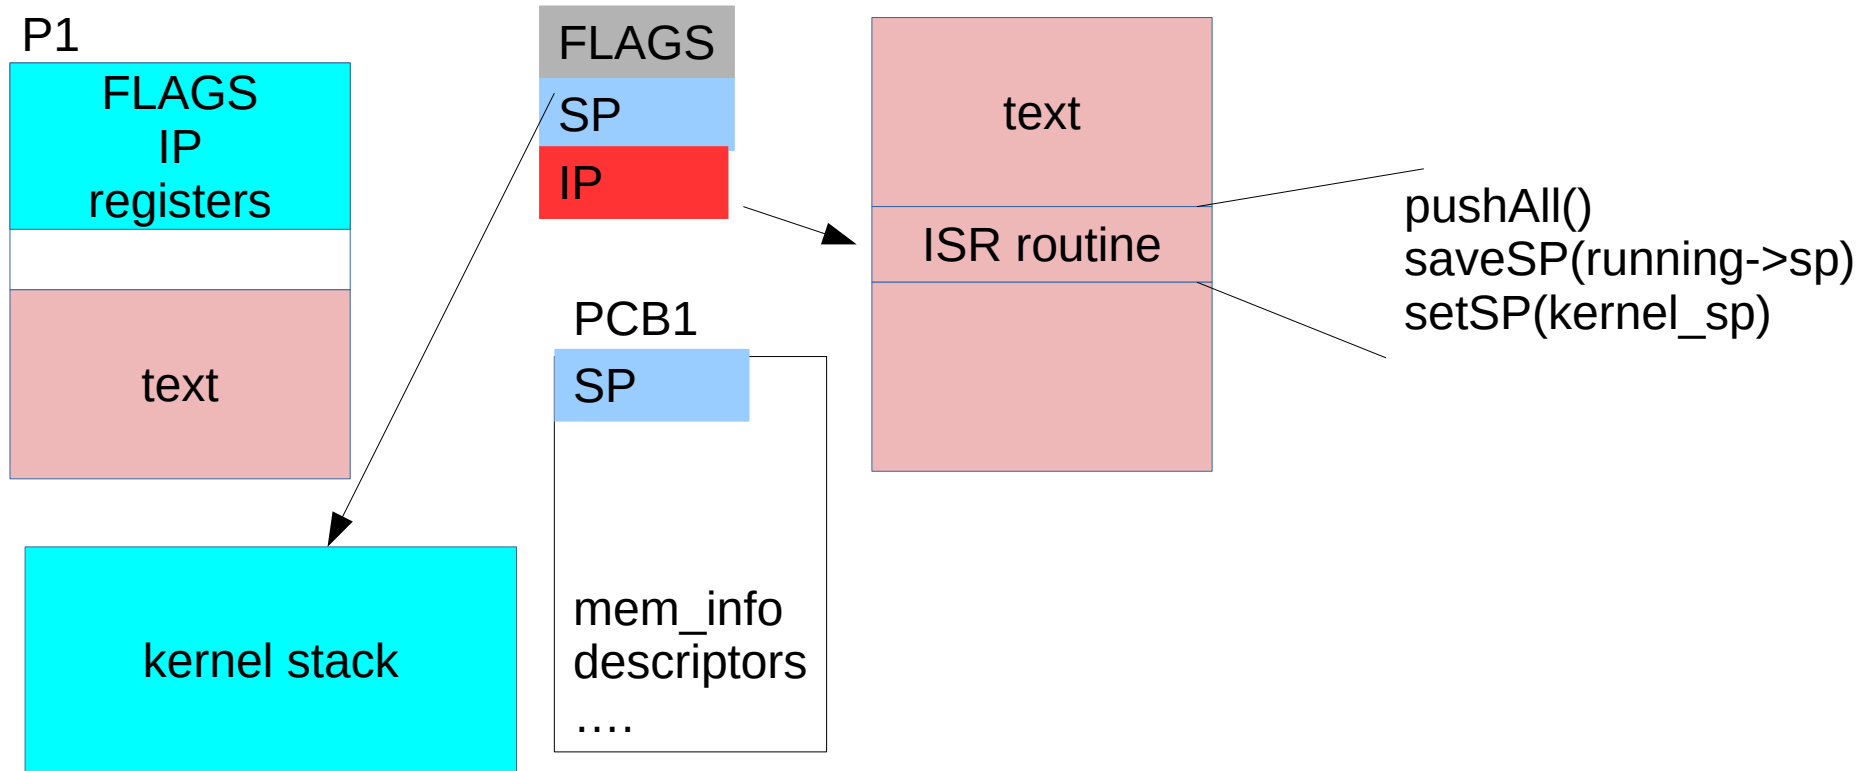 P1
FLAGS
IP
registers
text
kernel stack
FLAGS
SP
IP
PCB1
SP
mem_info
descriptors
….
text
ISR routine
pushAll()
saveSP(running->sp)
setSP(kernel_sp)